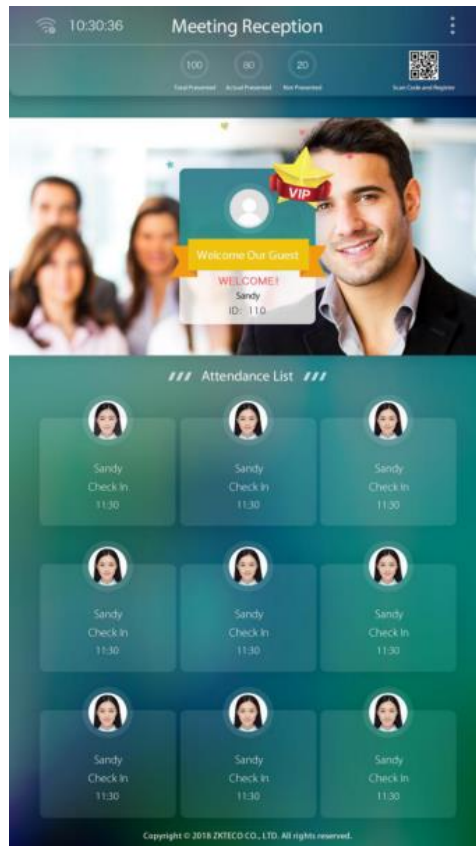 10:30:36 Meeting Reception
100 80 20
Total Presented Actual Presented Not Presented Scan Code and Register
VIP
Welcome Our Guest
WELCOME!
Sandy
ID: 110
Attendance List
Sandy Sandy Sandy
Check In Check In Check In
11:30 11:30 11:30
Sandy Sandy Sandy
Check In Check In Check In
11:30 11:30 11:30
Sandy Sandy Sandy
Check In Check In Check In
11:30 11:30 11:30
Copyright © 2018 ZKTECO CO., LTD. All rights reserved.